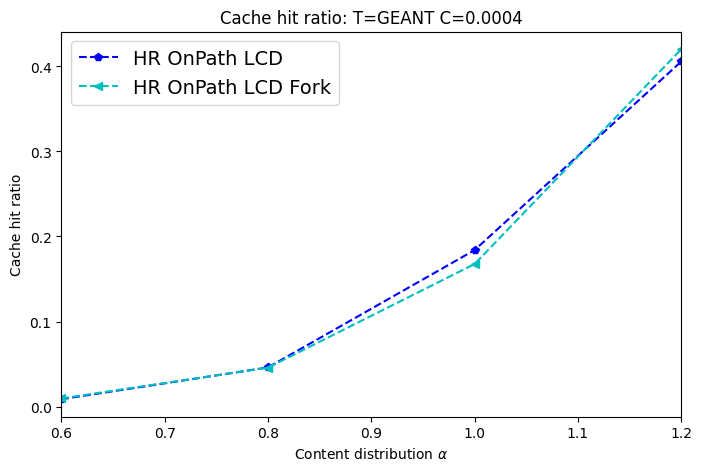 Cache hit ratio: T=GEANT C=0.0004
HR OnPath LCD
HR OnPath LCD Fork
Cache hit ratio
0.4
0.3
0.2
0.1
0.0
0.6 0.7 0.8 0.9 1.0 1.1 1.2
Content distribution α